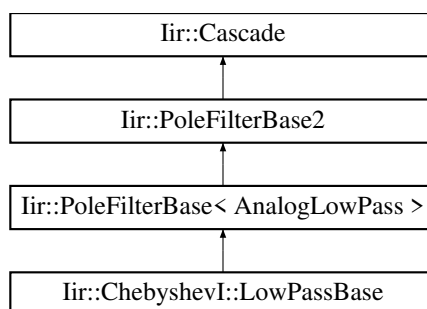 Iir::Cascade
Iir::PoleFilterBase2
Iir::PoleFilterBase< AnalogLowPass >
Iir::ChebyshevI::LowPassBase